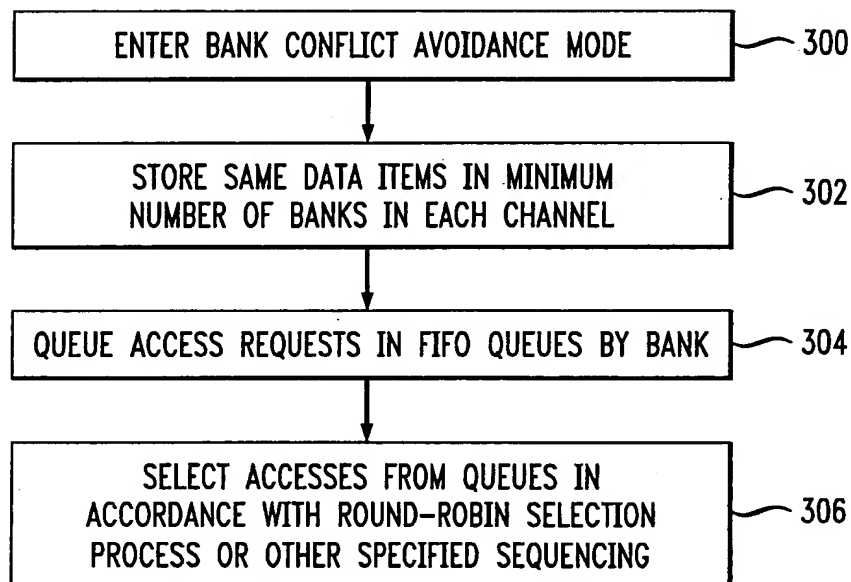 ENTER BANK CONFLICT AVOIDANCE MODE
300
STORE SAME DATA ITEMS IN MINIMUM
NUMBER OF BANKS IN EACH CHANNEL
302
QUEUE ACCESS REQUESTS IN FIFO QUEUES BY BANK
304
SELECT ACCESSES FROM QUEUES IN
ACCORDANCE WITH ROUND-ROBIN SELECTION
PROCESS OR OTHER SPECIFIED SEQUENCING
306